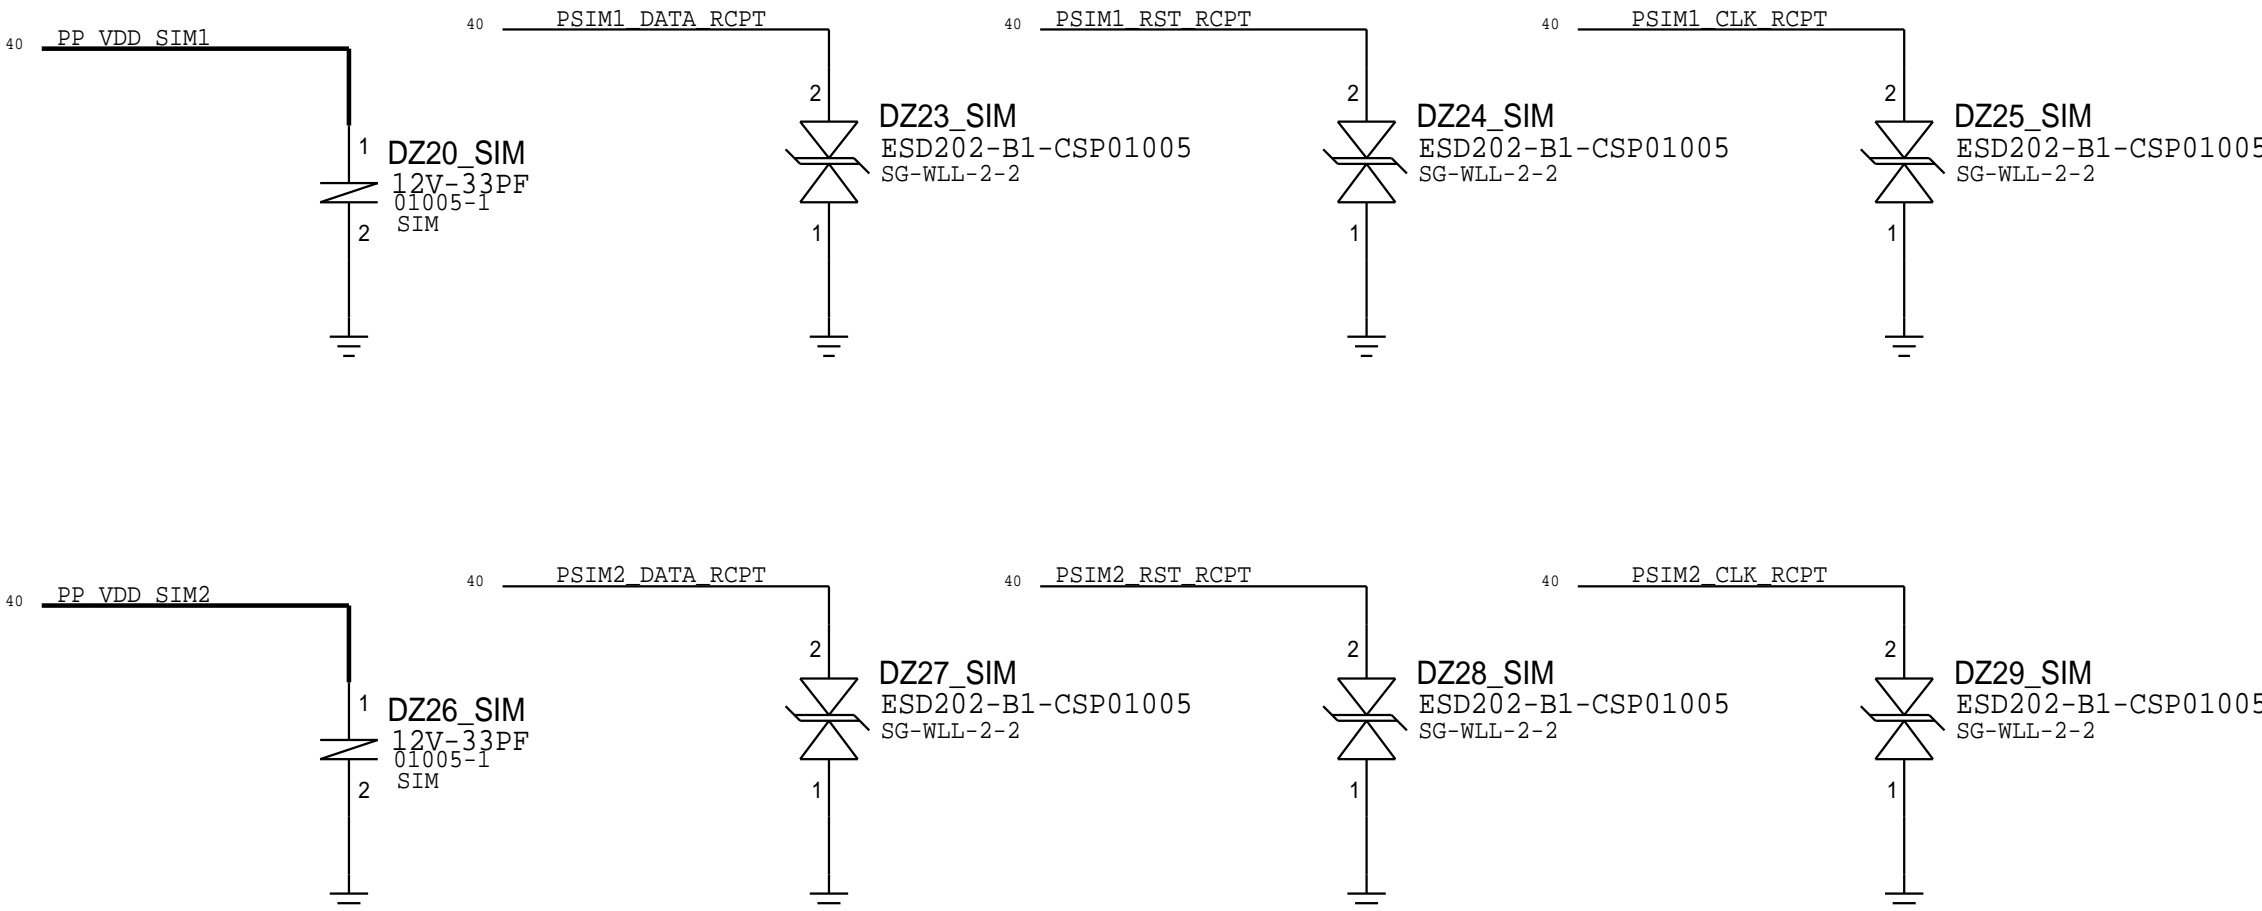 40 PP_VDD_SIM1
1
DZ20_SIM
12V-33PF
01005-1
SIM
2
40 PSIM1_DATA_RCPT
2
DZ23_SIM
ESD202-B1-CSP01005
SG-WLL-2-2
1
40 PSIM1_RST_RCPT
2
DZ24_SIM
ESD202-B1-CSP01005
SG-WLL-2-2
1
40 PSIM1_CLK_RCPT
2
DZ25_SIM
ESD202-B1-CSP01005
SG-WLL-2-2
1
40 PP_VDD_SIM2
1
DZ26_SIM
12V-33PF
01005-1
SIM
2
40 PSIM2_DATA_RCPT
2
DZ27_SIM
ESD202-B1-CSP01005
SG-WLL-2-2
1
40 PSIM2_RST_RCPT
2
DZ28_SIM
ESD202-B1-CSP01005
SG-WLL-2-2
1
40 PSIM2_CLK_RCPT
2
DZ29_SIM
ESD202-B1-CSP01005
SG-WLL-2-2
1